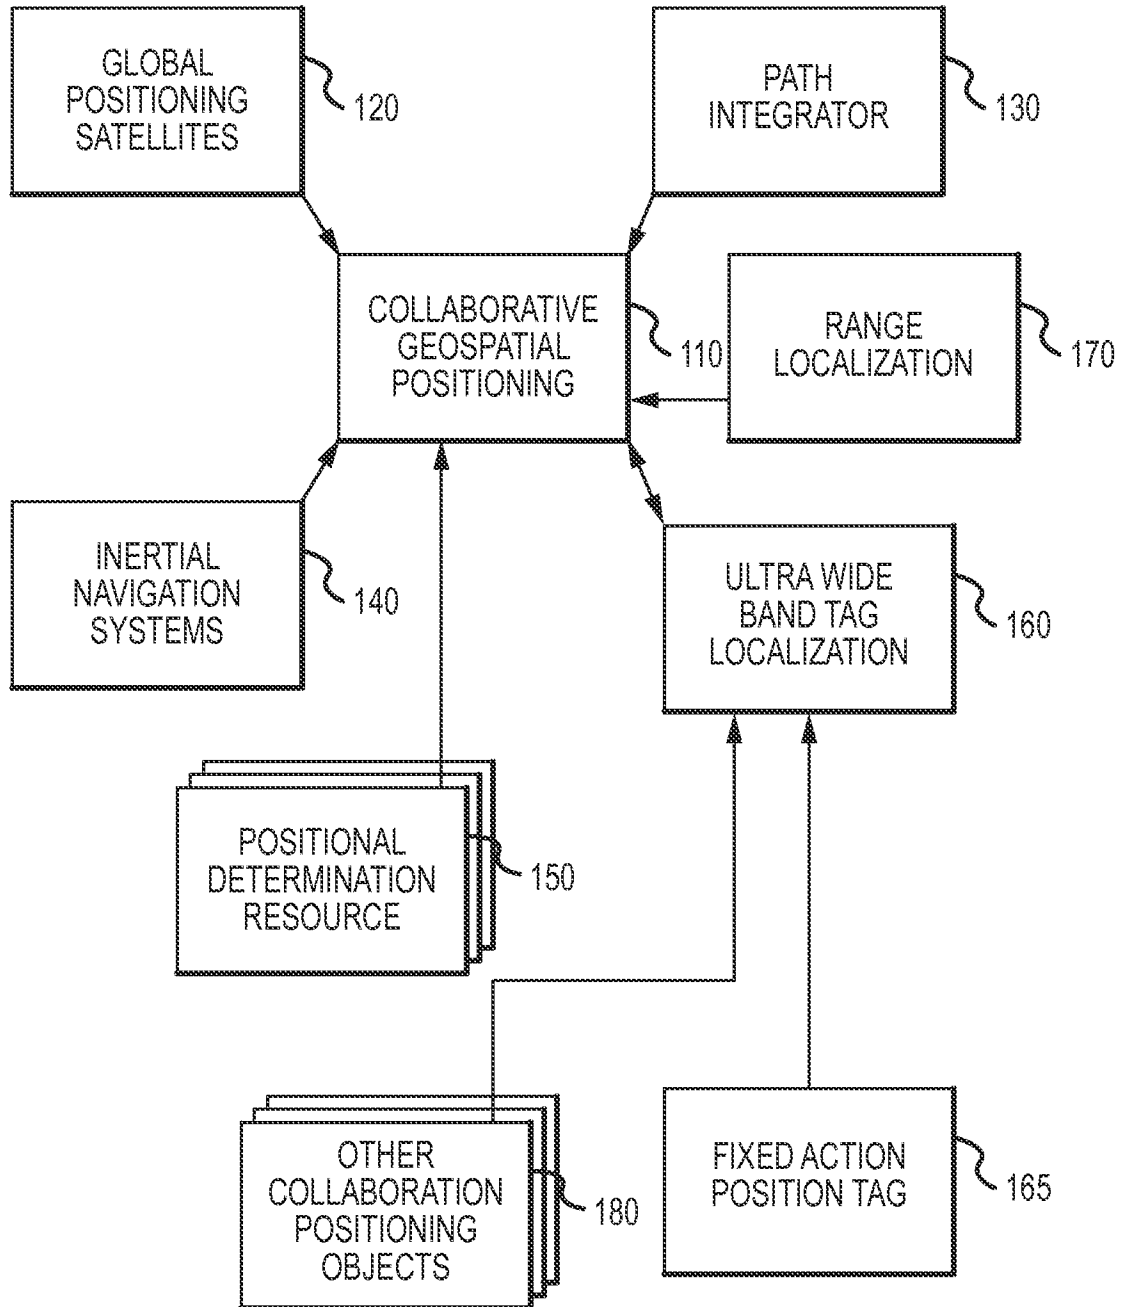 GLOBAL
POSITIONING
SATELLITES
120
PATH
INTEGRATOR
130
COLLABORATIVE
GEOSPATIAL
POSITIONING
110
RANGE
LOCALIZATION
170
INERTIAL
NAVIGATION
SYSTEMS
140
ULTRA WIDE
BAND TAG
LOCALIZATION
160
POSITIONAL
DETERMINATION
RESOURCE
150
OTHER
COLLABORATION
POSITIONING
OBJECTS
180
FIXED ACTION
POSITION TAG
165